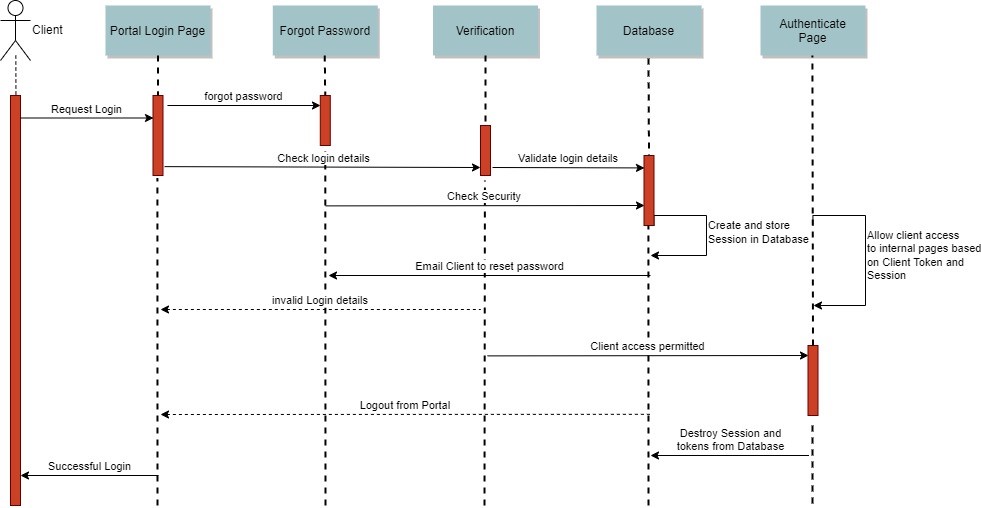 Client
Portal Login Page
Forgot Password
Verification
Database
Authenticate
Page
forgot password
Request Login
Check login details
Validate login details
Check Security
Create and store
Session in Database
Allow client access
to internal pages based
on Client Token and
Session
Email Client to reset password
invalid Login details
Client access permitted
Logout from Portal
Destroy Session and
tokens from Database
Successful Login